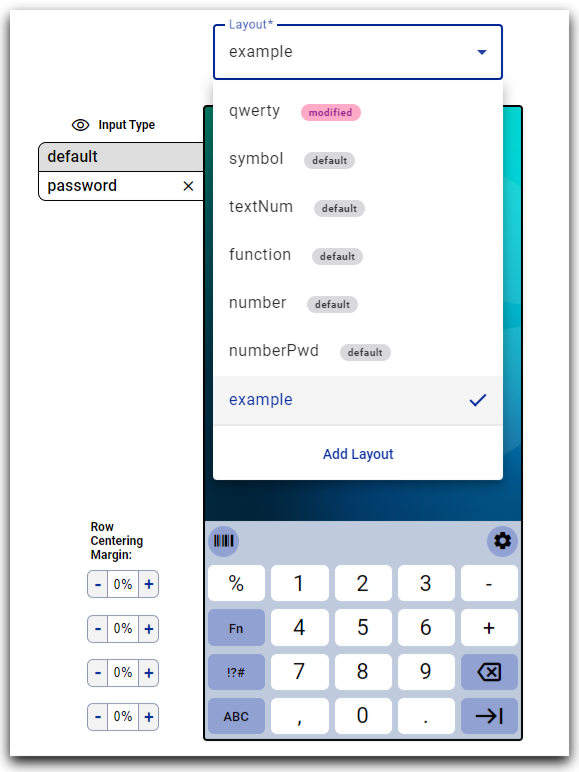 Layout*
example
qwerty modified
Input Type
default
symbol default
password
textNum default
function default
number default
numberPwd default
example
Add Layout
Row
Centering
Margin:
- 0% +
% 1 2 3 -
- 0% +
Fn 4 5 6 +
- 0% +
!?# 7 8 9
- 0% +
ABC , 0 .